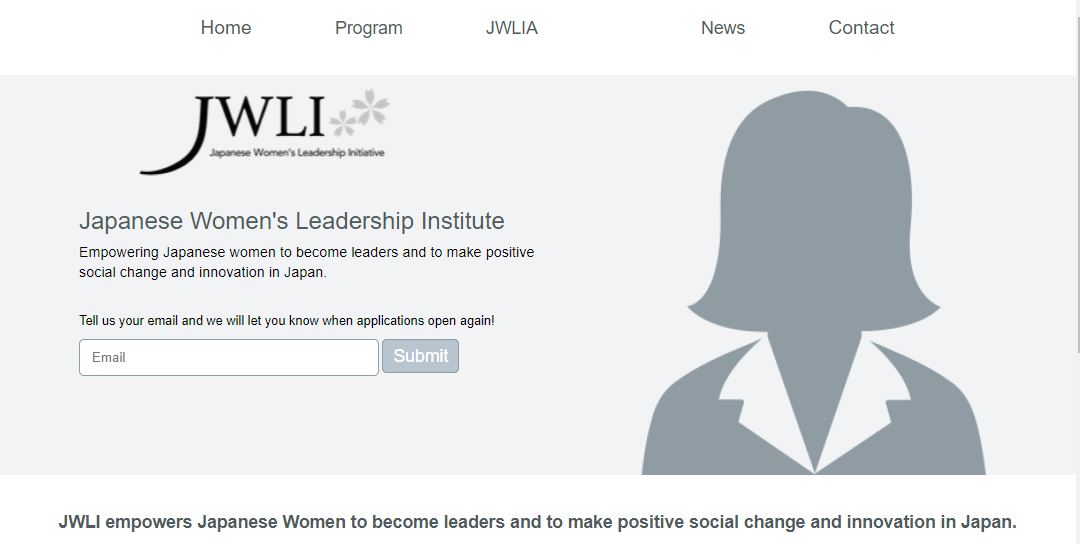 Home Program JWLIA News Contact
JWLI
Japanese Women's Leadership Initiative
Japanese Women's Leadership Institute
Empowering Japanese women to become leaders and to make positive
social change and innovation in Japan.
Tell us your email and we will let you know when applications open again!
Email Submit
JWLI empowers Japanese Women to become leaders and to make positive social change and innovation in Japan.